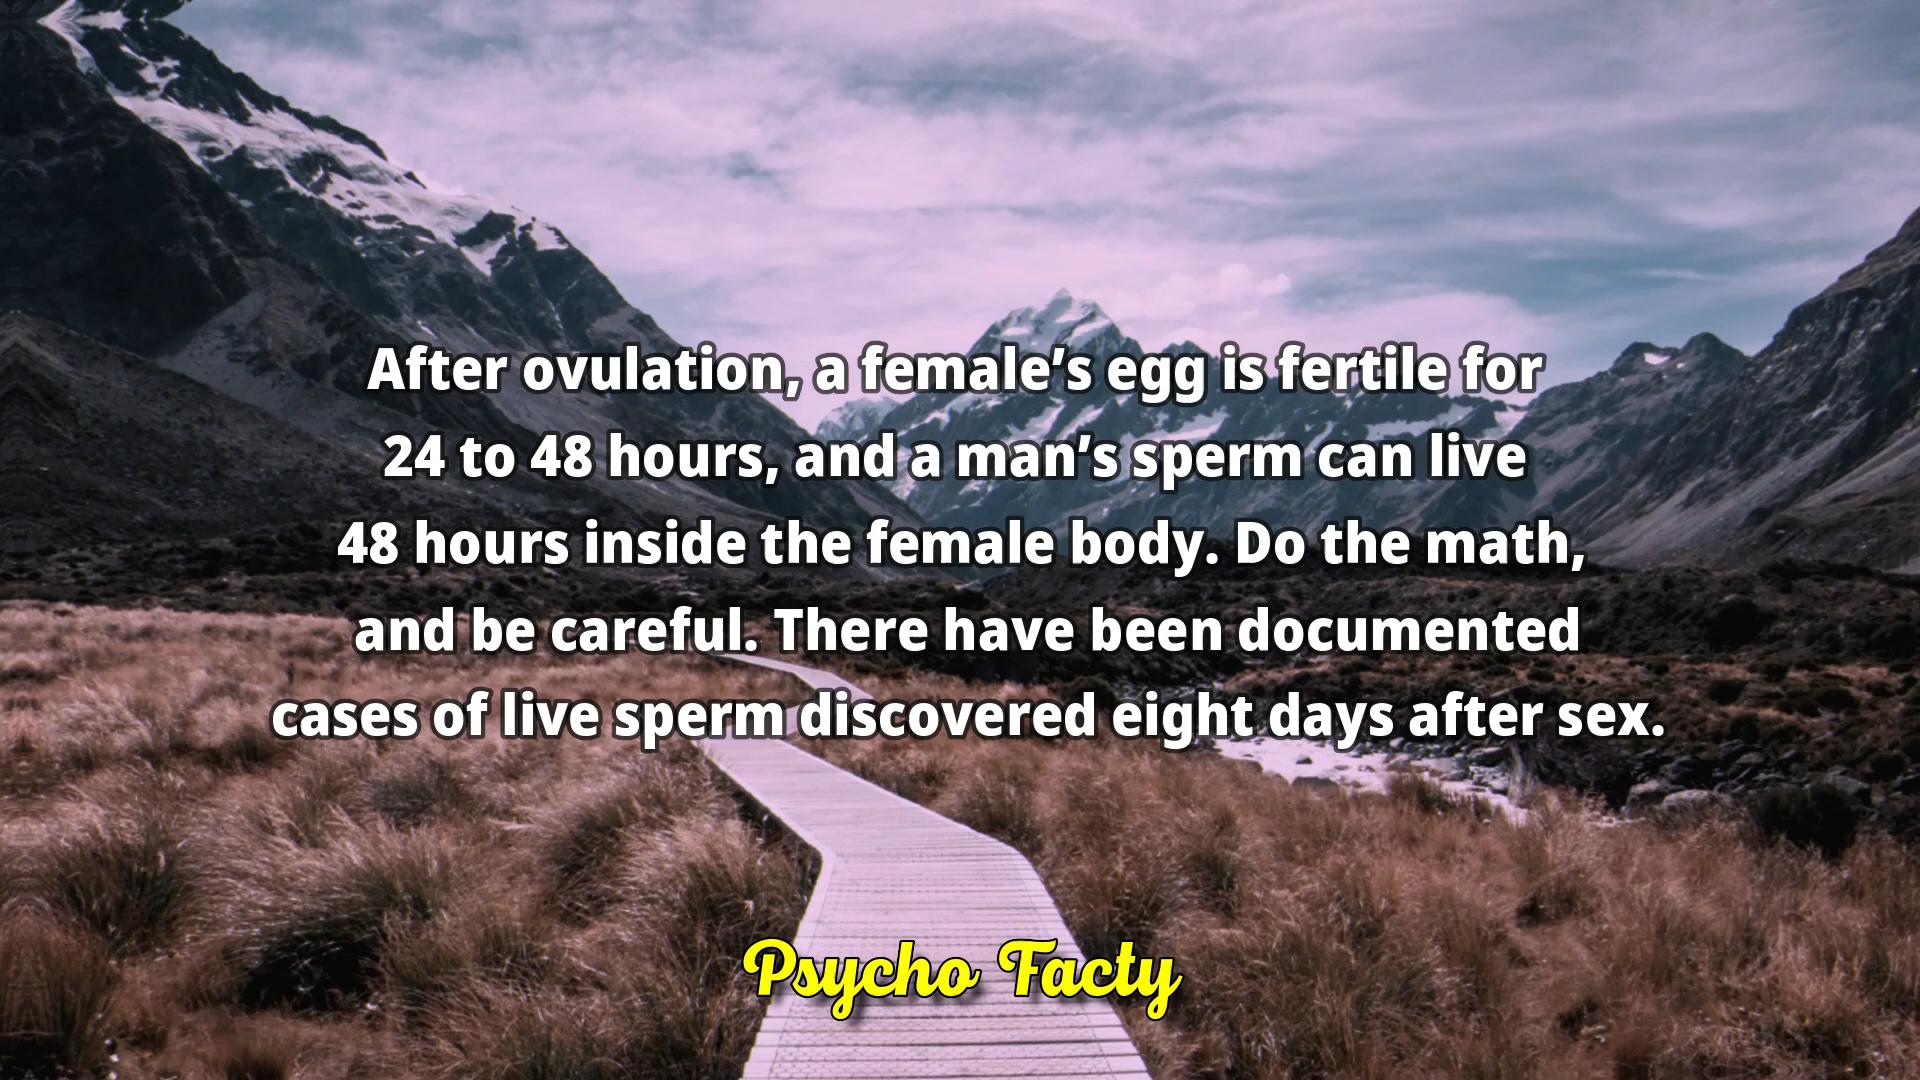 After ovulation, a female’s egg is fertile for
24 to 48 hours, and a man’s sperm can live
48 hours inside the female body. Do the math,
and be careful. There have been documented
cases of live sperm discovered eight days after sex.
Psycho Facty